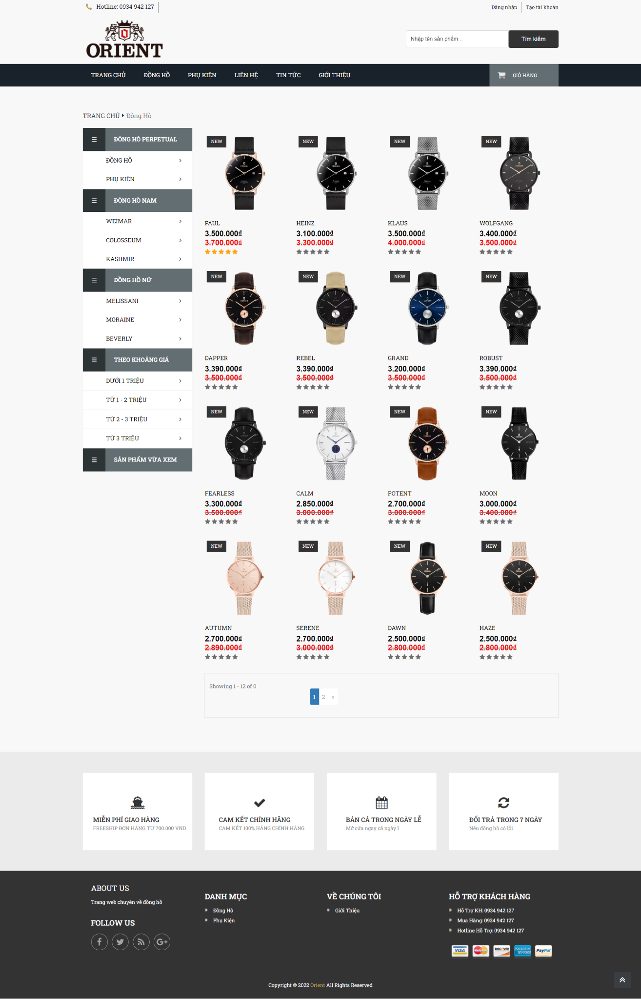 Hotline: 0934 942 127
Đăng nhập
Tạo tài khoản
ORIENT
Nhập tên sản phẩm...
Tìm kiếm
TRANG CHỦ
ĐỒNG HỒ
PHỤ KIỆN
LIÊN HỆ
TIN TỨC
GIỚI THIỆU
GIỎ HÀNG
TRANG CHỦ Đồng Hồ
ĐỒNG HỒ PERPETUAL
ĐỒNG HỒ
PHỤ KIỆN
ĐỒNG HỒ NAM
WEIMAR
COLOSSEUM
KASHMIR
ĐỒNG HỒ NỮ
MELISSANI
MORAINE
BEVERLY
THEO KHOẢNG GIÁ
DƯỚI 1 TRIỆU
TỪ 1 - 2 TRIỆU
TỪ 2 - 3 TRIỆU
TỪ 3 TRIỆU
SẢN PHẨM VỪA XEM
NEW
PAUL
3.500.000₫
3.700.000₫
NEW
HEINZ
3.100.000₫
3.300.000₫
NEW
KLAUS
3.500.000₫
4.000.000₫
NEW
WOLFGANG
3.400.000₫
3.500.000₫
NEW
DAPPER
3.390.000₫
3.500.000₫
NEW
REBEL
3.390.000₫
3.500.000₫
NEW
GRAND
3.200.000₫
3.500.000₫
NEW
ROBUST
3.390.000₫
3.500.000₫
NEW
FEARLESS
3.300.000₫
3.500.000₫
NEW
CALM
2.850.000₫
3.000.000₫
NEW
POTENT
2.700.000₫
3.000.000₫
NEW
MOON
3.000.000₫
3.400.000₫
NEW
AUTUMN
2.700.000₫
2.890.000₫
NEW
SERENE
2.700.000₫
3.000.000₫
NEW
DAWN
2.500.000₫
2.800.000₫
NEW
HAZE
2.500.000₫
2.800.000₫
Showing 1 - 12 of 0
1 2 »
MIỄN PHÍ GIAO HÀNG
FREESHIP ĐƠN HÀNG TỪ 700.000 VND
CAM KẾT CHÍNH HÃNG
CAM KẾT 100% HÀNG CHÍNH HÃNG
BÁN CẢ TRONG NGÀY LỄ
Mở cửa ngay cả ngày l
ĐỔI TRẢ TRONG 7 NGÀY
Nếu đồng hồ có lỗi
ABOUT US
Trang web chuyên về đồng hồ
FOLLOW US
DANH MỤC
Đồng Hồ
Phụ Kiện
VỀ CHÚNG TÔI
Giới Thiệu
HỖ TRỢ KHÁCH HÀNG
Hỗ Trợ KH: 0934 942 127
Mua Hàng: 0934 942 127
Hotline Hỗ Trợ: 0934 942 127
VISA
MasterCard
DISCOVER
AMERICAN EXPRESS
PayPal
Copyright © 2022 Orient All Rights Reserved